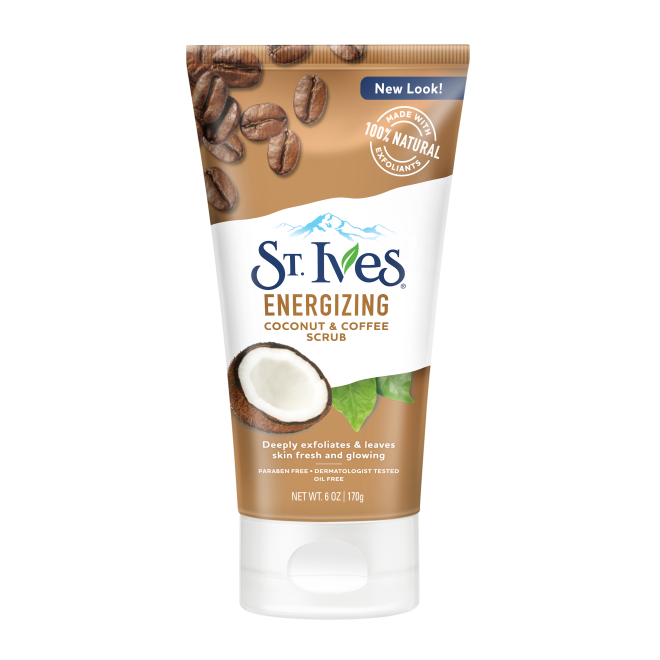 New Look!
MADE WITH
100% NATURAL
EXFOLIANTS
ST. Ives®
ENERGIZING
COCONUT & COFFEE
SCRUB
Deeply exfoliates & leaves
skin fresh and glowing
PARABEN FREE • DERMATOLOGIST TESTED
OIL FREE
NET WT. 6 OZ | 170g